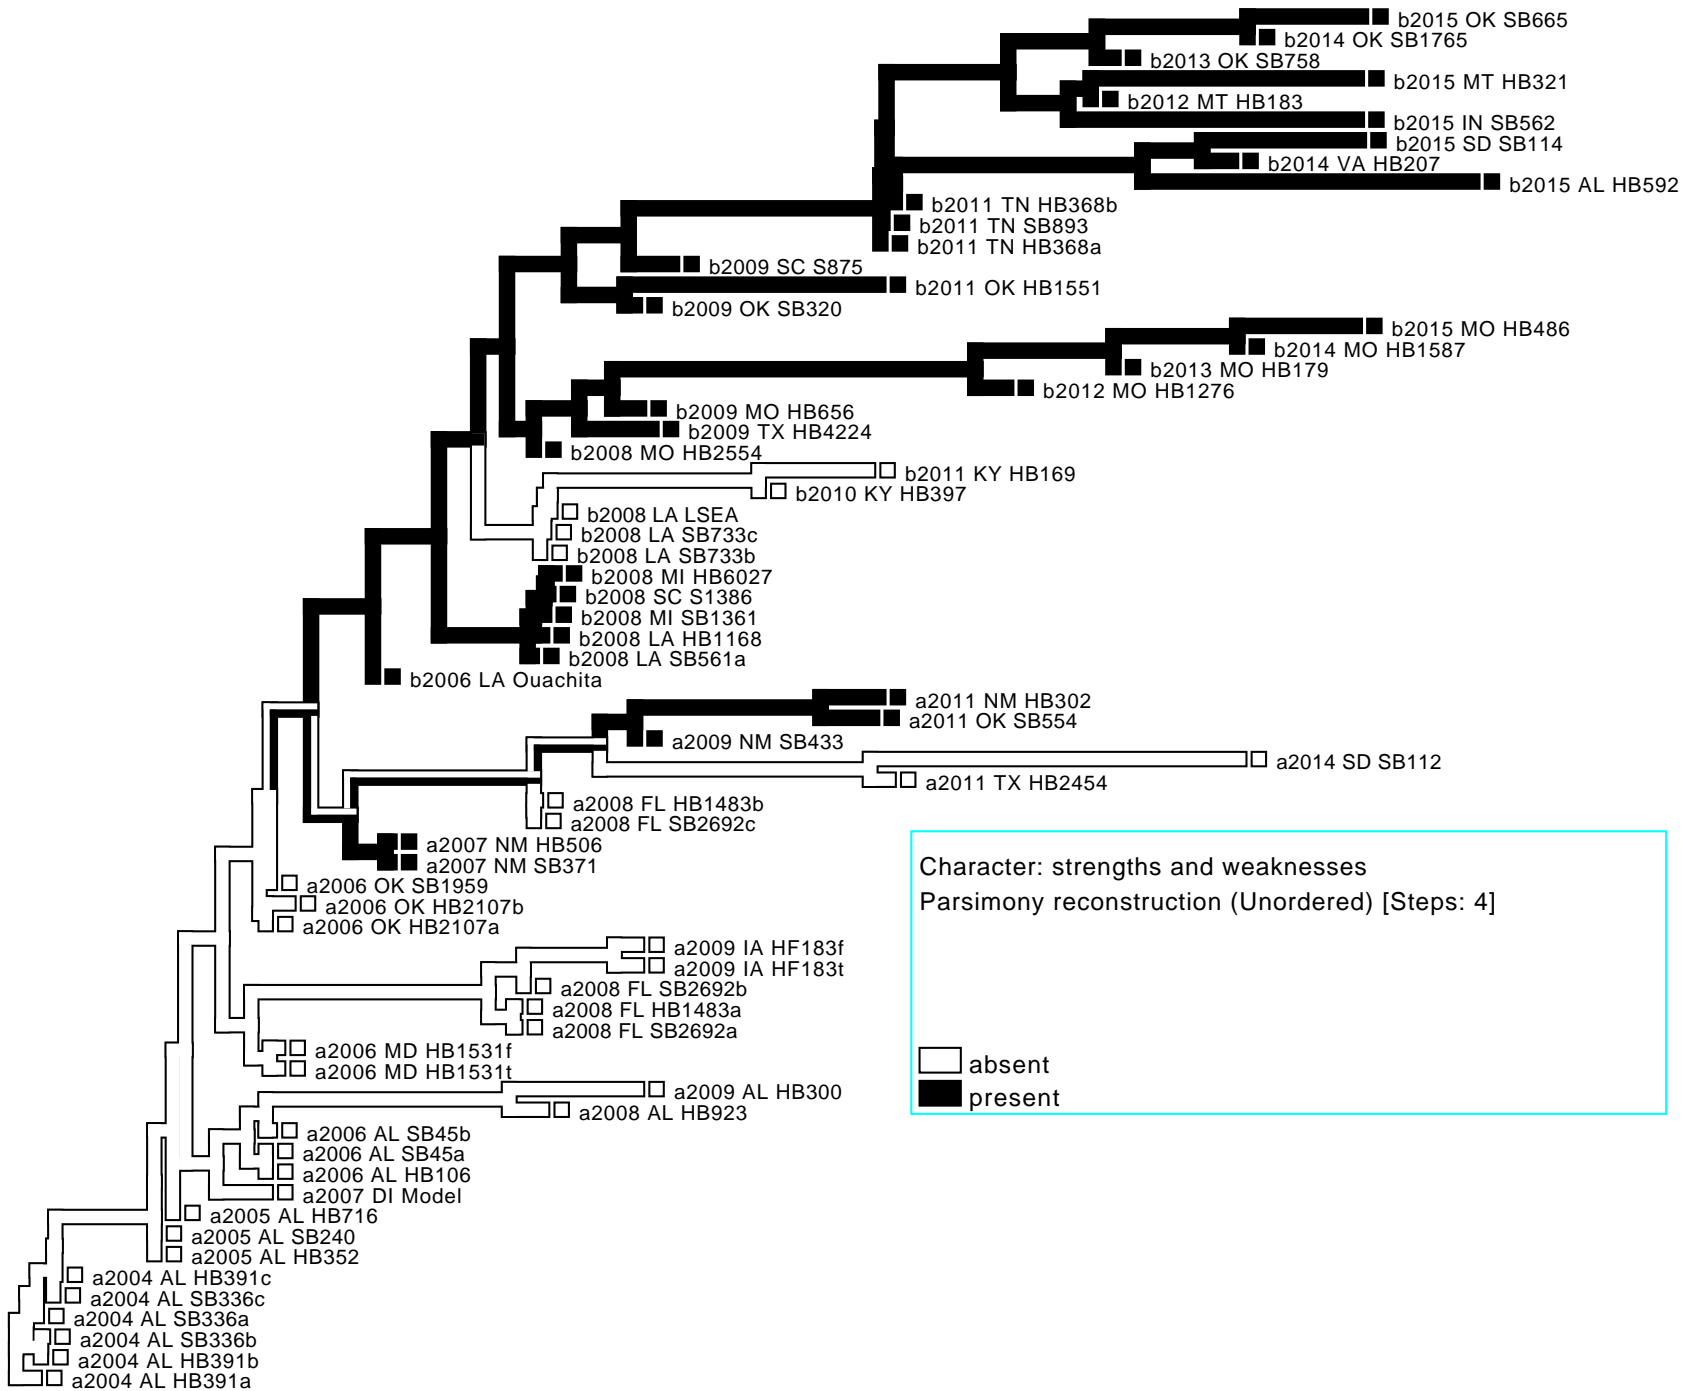 b2015 OK SB665
b2014 OK SB1765
b2013 OK SB758
b2015 MT HB321
b2012 MT HB183
b2015 IN SB562
b2015 SD SB114
b2014 VA HB207
b2015 AL HB592
b2011 TN HB368b
b2011 TN SB893
b2011 TN HB368a
b2009 SC S875
b2011 OK HB1551
b2009 OK SB320
b2015 MO HB486
b2014 MO HB1587
b2013 MO HB179
b2012 MO HB1276
b2009 MO HB656
b2009 TX HB4224
b2008 MO HB2554
b2011 KY HB169
b2010 KY HB397
b2008 LA LSEA
b2008 LA SB733c
b2008 LA SB733b
b2008 MI HB6027
b2008 SC S1386
b2008 MI SB1361
b2008 LA HB1168
b2008 LA SB561a
b2006 LA Ouachita
a2011 NM HB302
a2011 OK SB554
a2009 NM SB433
a2014 SD SB112
a2011 TX HB2454
a2008 FL HB1483b
a2008 FL SB2692c
a2007 NM HB506
a2007 NM SB371
a2006 OK SB1959
a2006 OK HB2107b
a2006 OK HB2107a
a2009 IA HF183f
a2009 IA HF183t
a2008 FL SB2692b
a2008 FL HB1483a
a2008 FL SB2692a
a2006 MD HB1531f
a2006 MD HB1531t
a2009 AL HB300
a2008 AL HB923
a2006 AL SB45b
a2006 AL SB45a
a2006 AL HB106
a2007 DI Model
a2005 AL HB716
a2005 AL SB240
a2005 AL HB352
a2004 AL HB391c
a2004 AL SB336c
a2004 AL SB336a
a2004 AL SB336b
a2004 AL HB391b
a2004 AL HB391a
Character: strengths and weaknesses
Parsimony reconstruction (Unordered) [Steps: 4]
absent
present